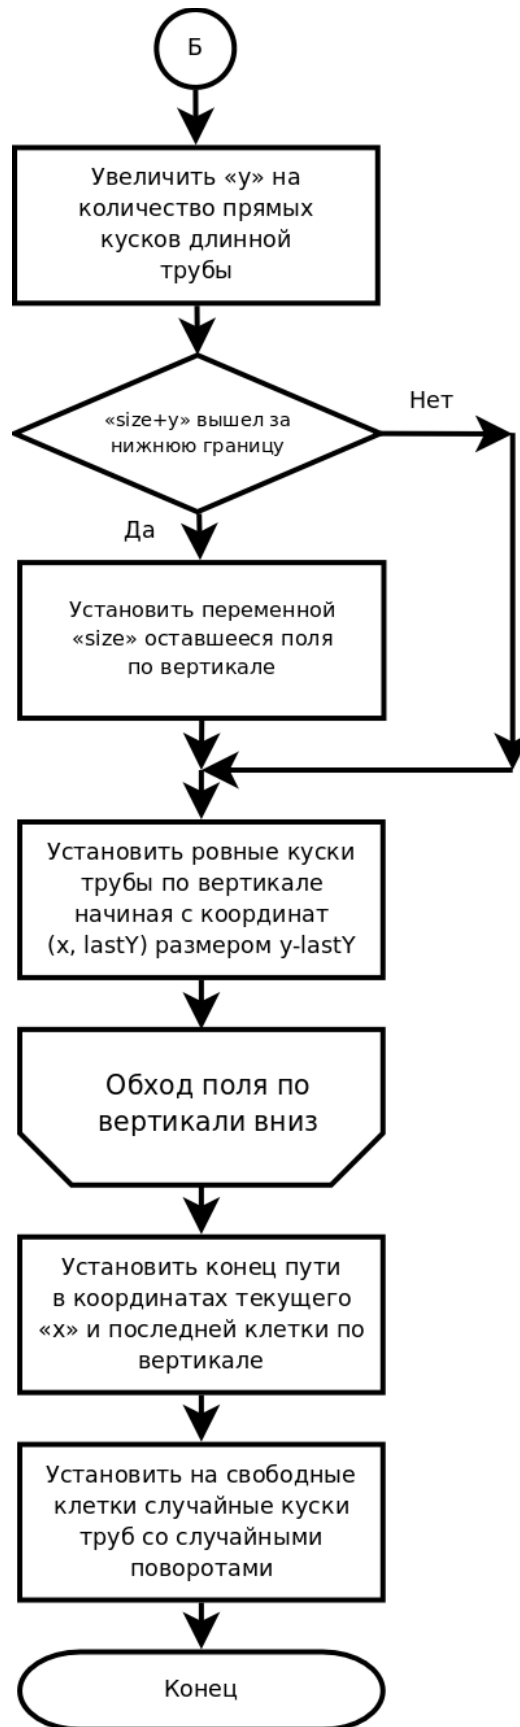 Б
Увеличить «y» на
количество прямых
кусков длинной
трубы
«size+y» вышел за
нижнюю границу
Нет
Да
Установить переменной
«size» оставшееся поля
по вертикале
Установить ровные куски
трубы по вертикале
начиная с координат
(x, lastY) размером y-lastY
Обход поля по
вертикали вниз
Установить конец пути
в координатах текущего
«x» и последней клетки по
вертикале
Установить на свободные
клетки случайные куски
труб со случайными
поворотами
Конец